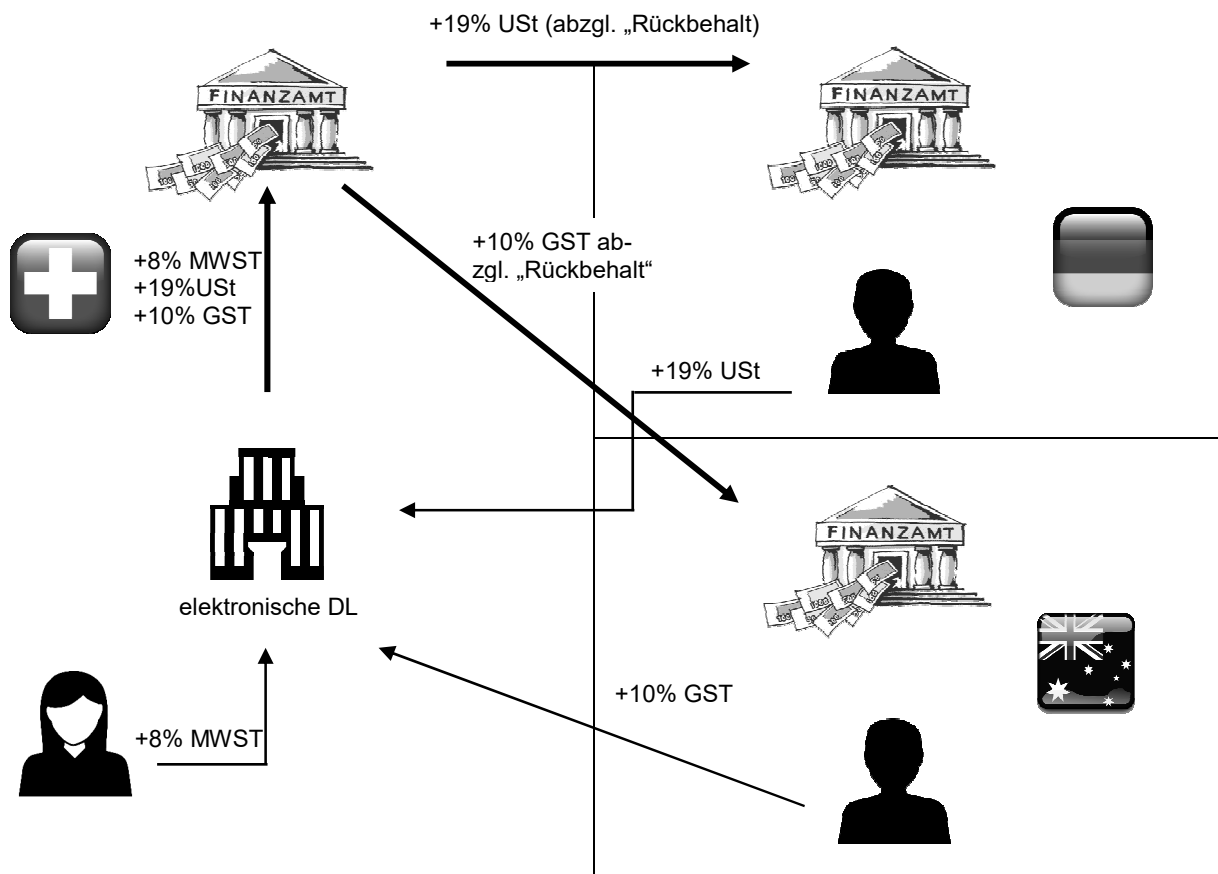 +19% USt (abzgl. „Rückbehalt)
FINANZAMT
FINANZAMT
+8% MWST
+19%USt
+10% GST
+10% GST ab-
zgl. „Rückbehalt“
+19% USt
FINANZAMT
elektronische DL
+10% GST
+8% MWST